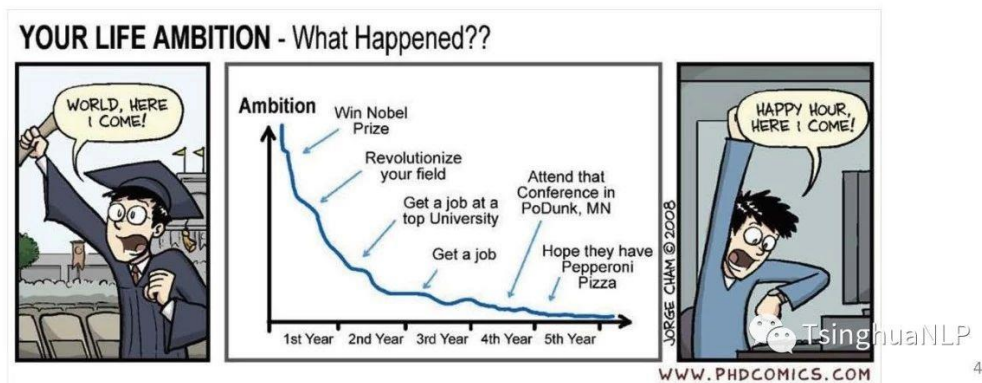 YOUR LIFE AMBITION - What Happened??
WORLD, HERE
I COME!
Ambition
Win Nobel
Prize
Revolutionize
your field
Get a job at a
top University
Get a job
Attend that
Conference in
PoDunk, MN
Hope they have
Pepperoni
Pizza
1st Year 2nd Year 3rd Year 4th Year 5th Year
JORGE CHAM © 2008
HAPPY HOUR,
HERE I COME!
TsinghuaNLP
WWW.PHDCOMICS.COM
4